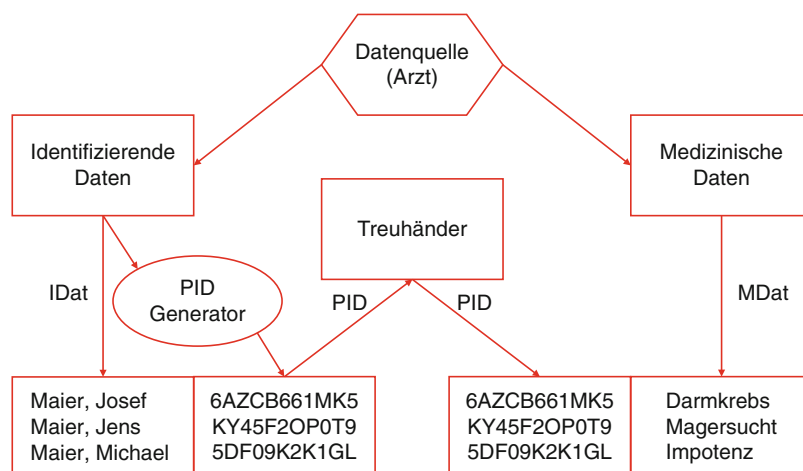 Datenquelle
(Arzt)
Identifizierende
Daten
Medizinische
Daten
Treuhänder
IDat
PID
Generator
PID
PID
MDat
Maier, Josef
Maier, Jens
Maier, Michael
6AZCB661MK5
KY45F2OP0T9
5DF09K2K1GL
6AZCB661MK5
KY45F2OP0T9
5DF09K2K1GL
Darmkrebs
Magersucht
Impotenz